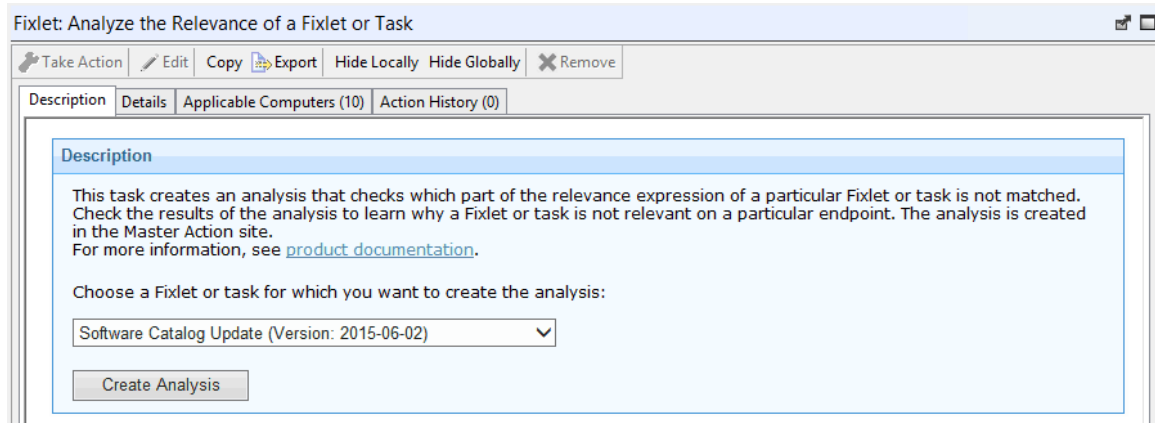 Fixlet: Analyze the Relevance of a Fixlet or Task
Take Action Edit Copy Export Hide Locally Hide Globally Remove
Description Details Applicable Computers (10) Action History (0)
Description
This task creates an analysis that checks which part of the relevance expression of a particular Fixlet or task is not matched.
Check the results of the analysis to learn why a Fixlet or task is not relevant on a particular endpoint. The analysis is created
in the Master Action site.
For more information, see product documentation.
Choose a Fixlet or task for which you want to create the analysis:
Software Catalog Update (Version: 2015-06-02)
Create Analysis